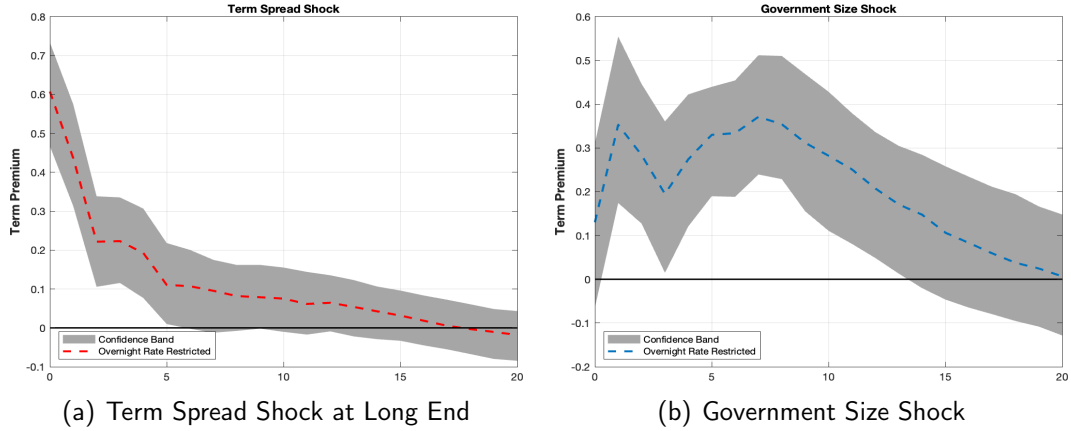 Term Spread Shock
0.8
0.7
0.6
0.5
0.4
0.3
0.2
0.1
0
-0.1
Term Premium
Confidence Band
Overnight Rate Restricted
0 5 10 15 20
(a) Term Spread Shock at Long End
Government Size Shock
0.6
0.5
0.4
0.3
0.2
0.1
0
-0.1
-0.2
Term Premium
Confidence Band
Overnight Rate Restricted
0 5 10 15 20
(b) Government Size Shock